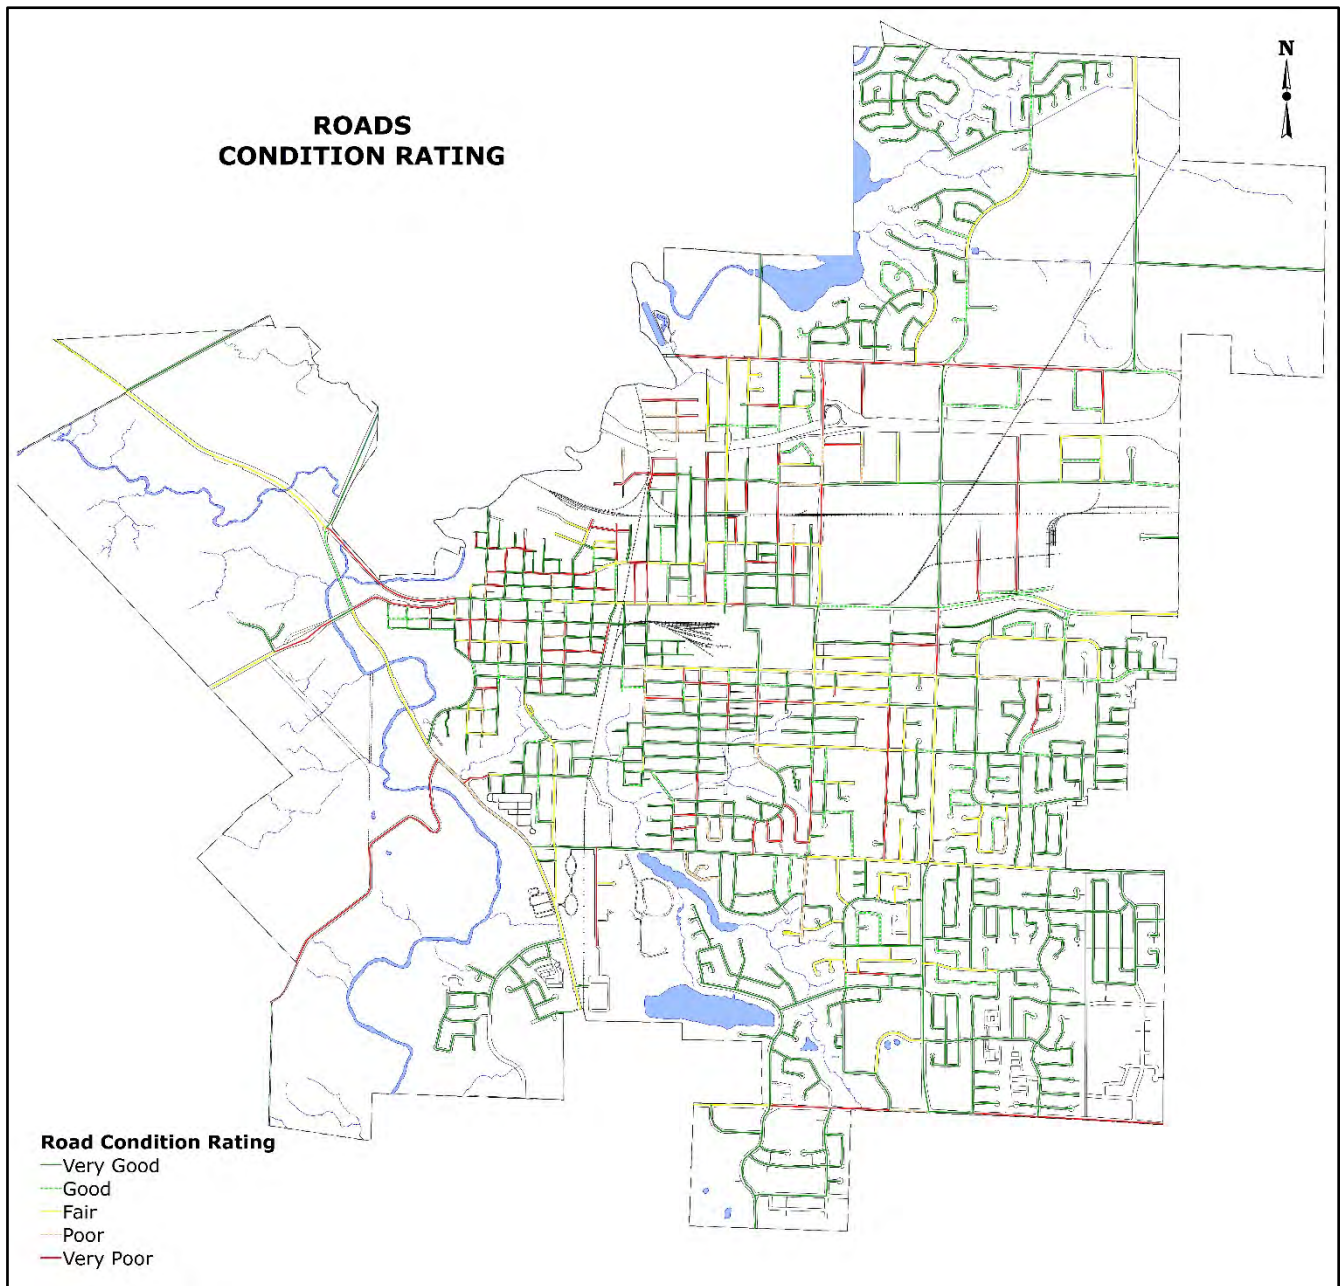 ROADS
CONDITION RATING
N
Road Condition Rating
Very Good
Good
Fair
Poor
Very Poor